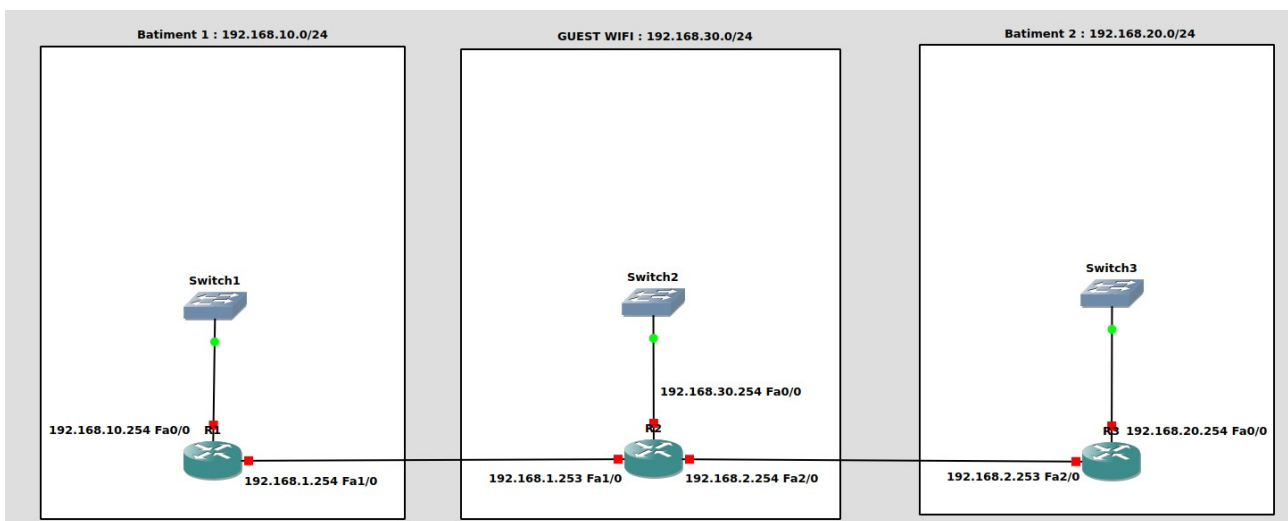 Batiment 1 : 192.168.10.0/24
GUEST WIFI : 192.168.30.0/24
Batiment 2 : 192.168.20.0/24
Switch1
Switch2
Switch3
192.168.30.254 Fa0/0
192.168.10.254 Fa0/0
R1
R2
R3
192.168.20.254 Fa0/0
192.168.1.254 Fa1/0
192.168.1.253 Fa1/0
192.168.2.254 Fa2/0
192.168.2.253 Fa2/0